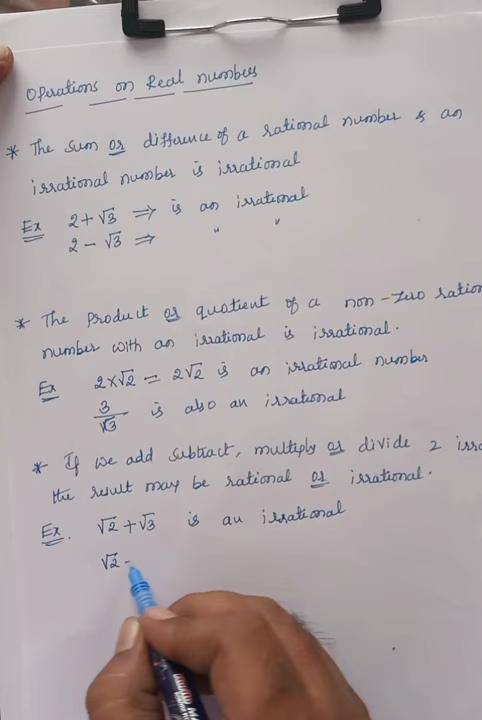 Operations on Real numbers
* The sum or difference of a rational number & an
irrational number is irrational
Ex 2+√3 ⇒ is an irrational
2-√3 ⇒ " "
* The product or quotient of a non-zero ration
number with an irrational is irrational.
Ex 2×√2 = 2√2 is an irrational number
3/√3 is also an irrational
* If we add subtract, multiply or divide 2 irra
the result may be rational or irrational.
Ex. √2+√3 is an irrational
√2-